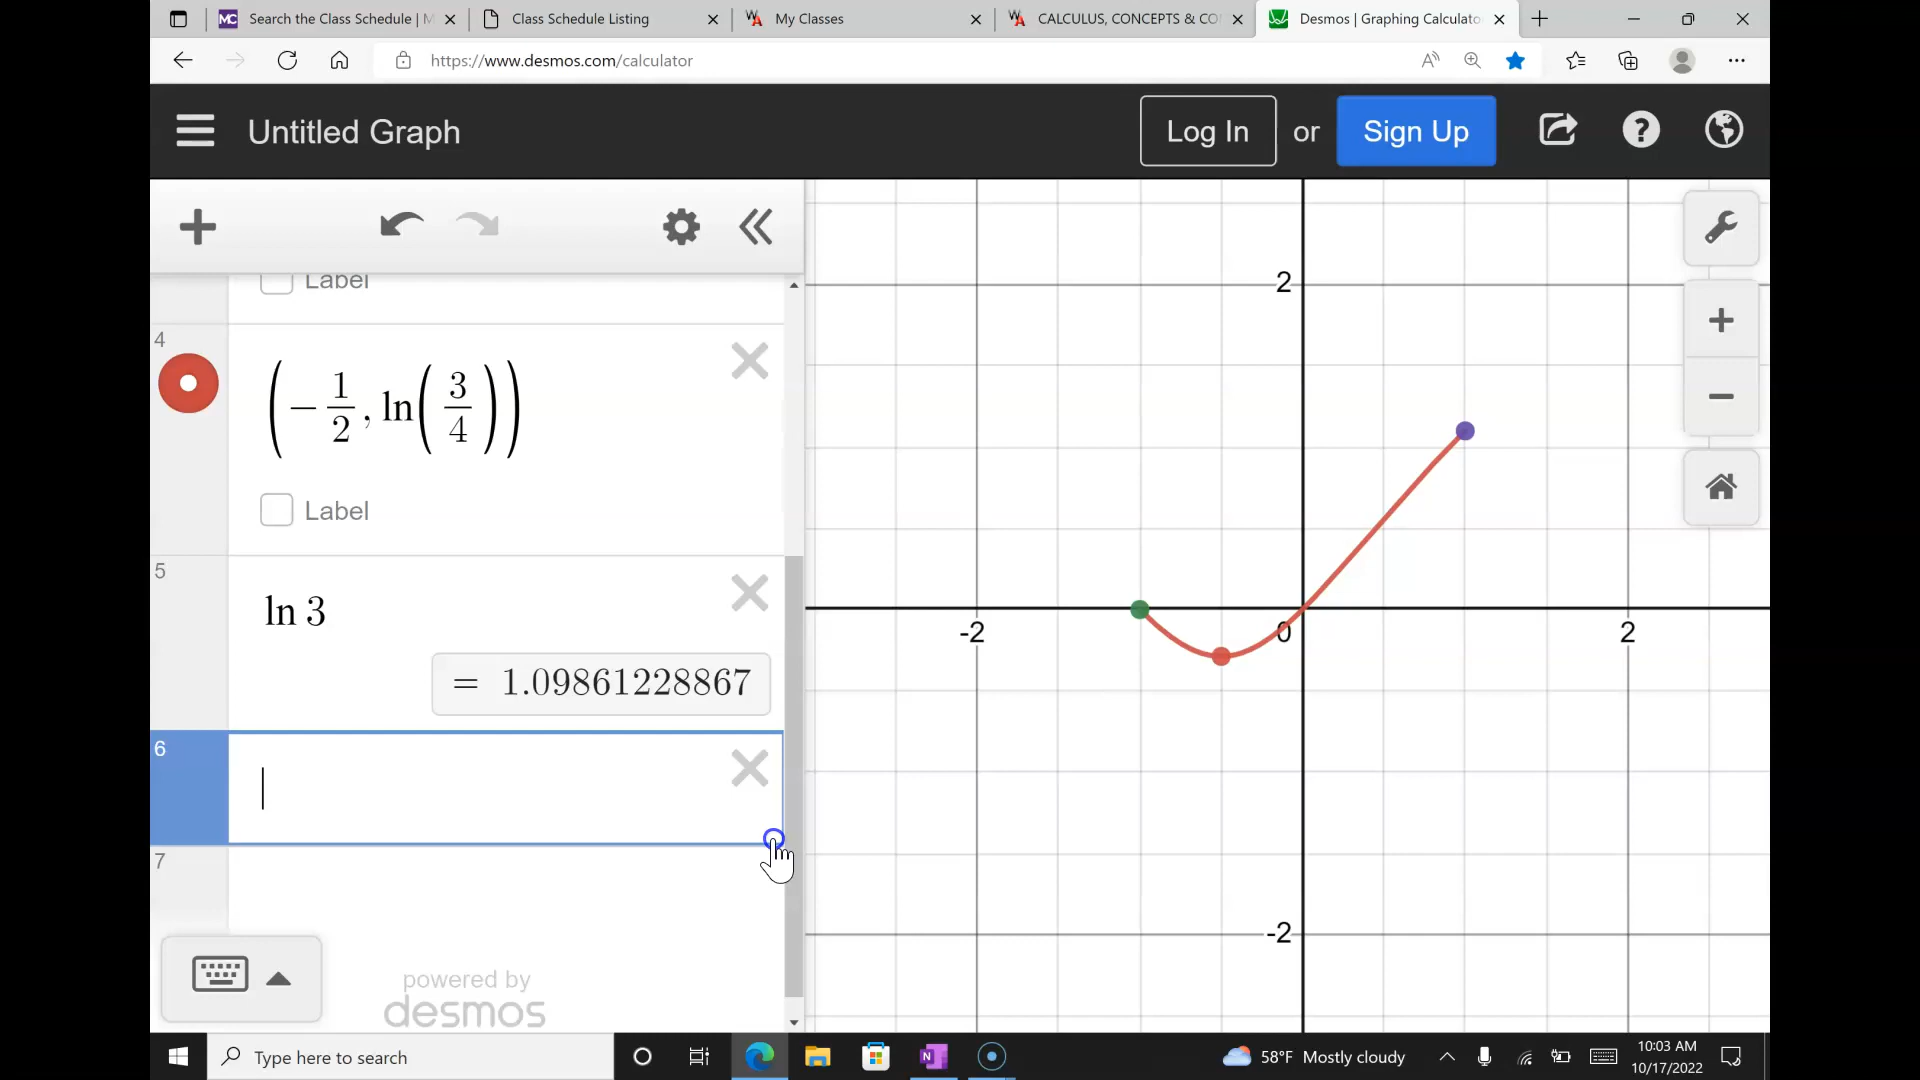 Search the Class Schedule | M
Class Schedule Listing
My Classes
CALCULUS, CONCEPTS & CO
Desmos | Graphing Calculato
https://www.desmos.com/calculator
Untitled Graph
Log In or Sign Up
Label
4
(-1/2, ln(3/4))
Label
5
ln 3
= 1.09861228867
6
7
powered by
desmos
2
-2
0
2
-2
Type here to search
58°F Mostly cloudy
10:03 AM
10/17/2022